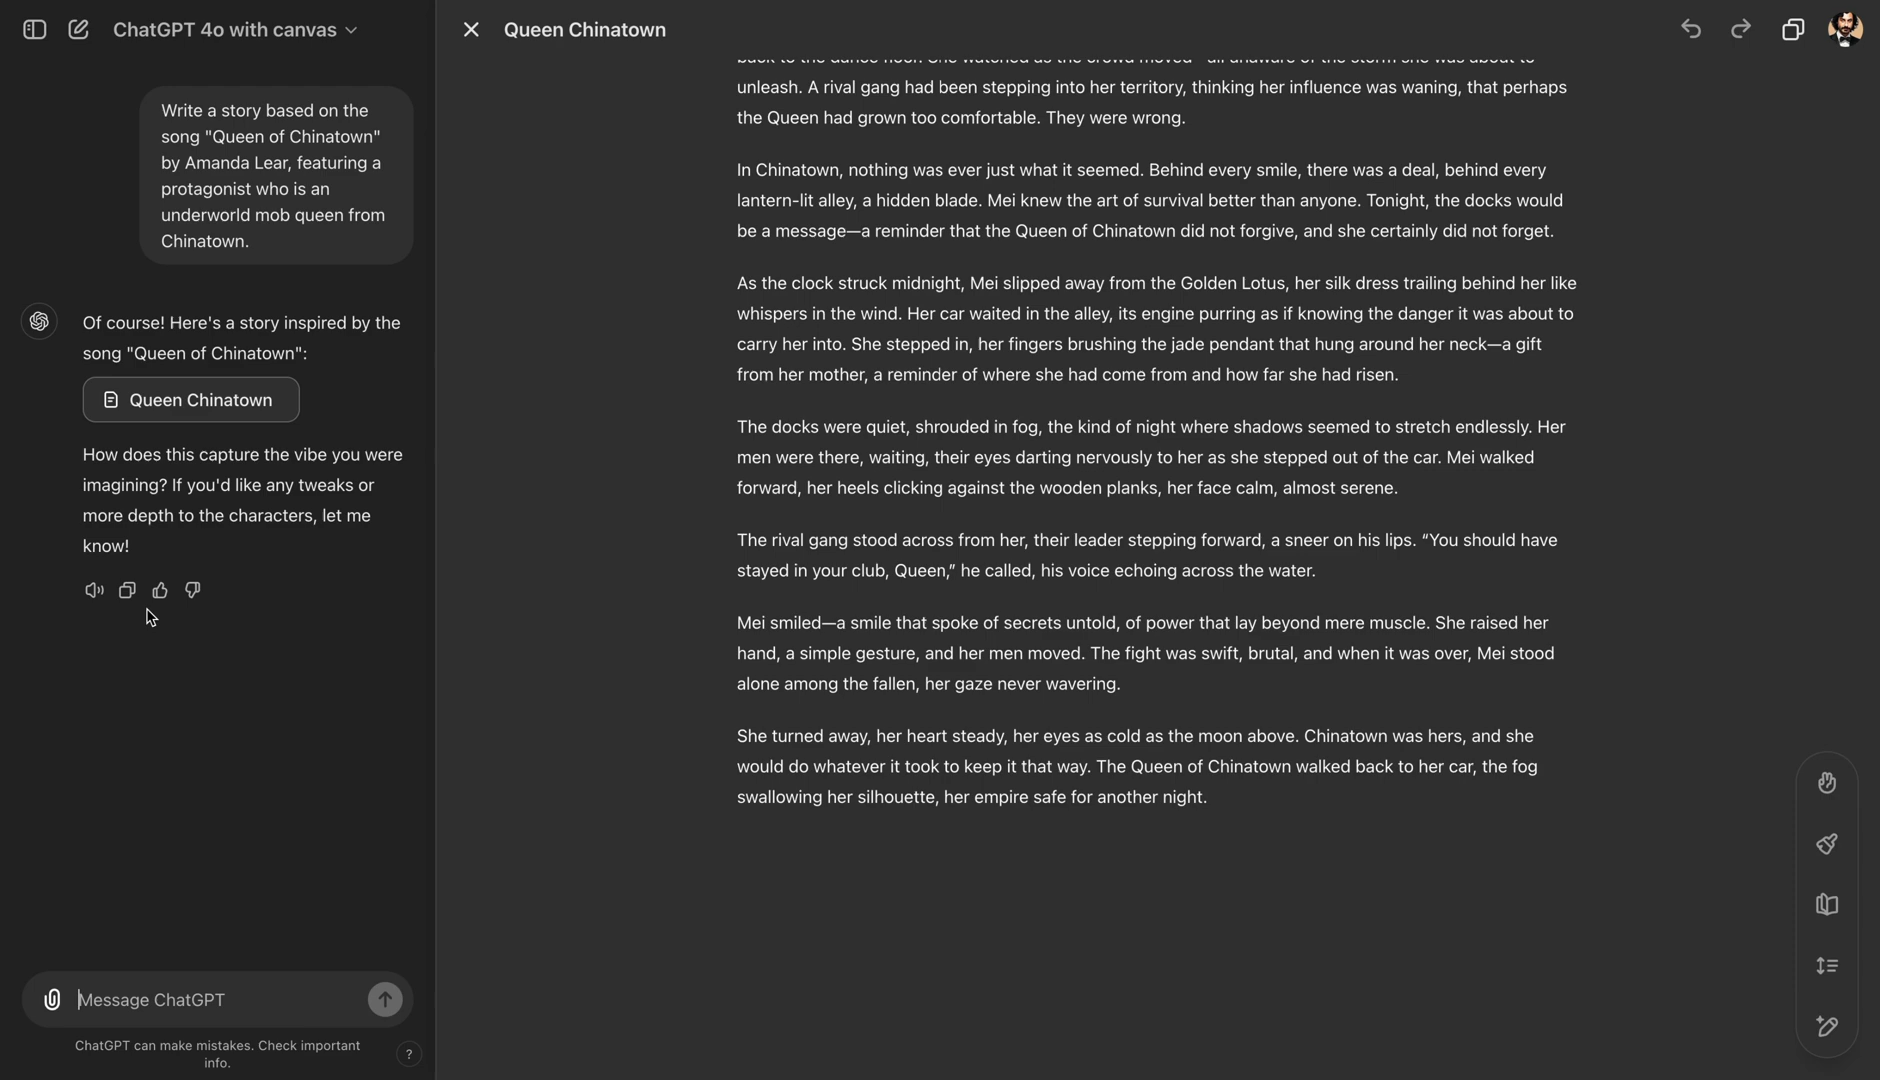 ChatGPT 4o with canvas
Write a story based on the
song "Queen of Chinatown"
by Amanda Lear, featuring a
protagonist who is an
underworld mob queen from
Chinatown.
Of course! Here's a story inspired by the
song "Queen of Chinatown":
Queen Chinatown
How does this capture the vibe you were
imagining? If you'd like any tweaks or
more depth to the characters, let me
know!
Message ChatGPT
ChatGPT can make mistakes. Check important
info.
?
Queen Chinatown
back to the dance floor. She watched as the crowd moved—all unaware of the storm she was about to
unleash. A rival gang had been stepping into her territory, thinking her influence was waning, that perhaps
the Queen had grown too comfortable. They were wrong.
In Chinatown, nothing was ever just what it seemed. Behind every smile, there was a deal, behind every
lantern-lit alley, a hidden blade. Mei knew the art of survival better than anyone. Tonight, the docks would
be a message—a reminder that the Queen of Chinatown did not forgive, and she certainly did not forget.
As the clock struck midnight, Mei slipped away from the Golden Lotus, her silk dress trailing behind her like
whispers in the wind. Her car waited in the alley, its engine purring as if knowing the danger it was about to
carry her into. She stepped in, her fingers brushing the jade pendant that hung around her neck—a gift
from her mother, a reminder of where she had come from and how far she had risen.
The docks were quiet, shrouded in fog, the kind of night where shadows seemed to stretch endlessly. Her
men were there, waiting, their eyes darting nervously to her as she stepped out of the car. Mei walked
forward, her heels clicking against the wooden planks, her face calm, almost serene.
The rival gang stood across from her, their leader stepping forward, a sneer on his lips. “You should have
stayed in your club, Queen,” he called, his voice echoing across the water.
Mei smiled—a smile that spoke of secrets untold, of power that lay beyond mere muscle. She raised her
hand, a simple gesture, and her men moved. The fight was swift, brutal, and when it was over, Mei stood
alone among the fallen, her gaze never wavering.
She turned away, her heart steady, her eyes as cold as the moon above. Chinatown was hers, and she
would do whatever it took to keep it that way. The Queen of Chinatown walked back to her car, the fog
swallowing her silhouette, her empire safe for another night.